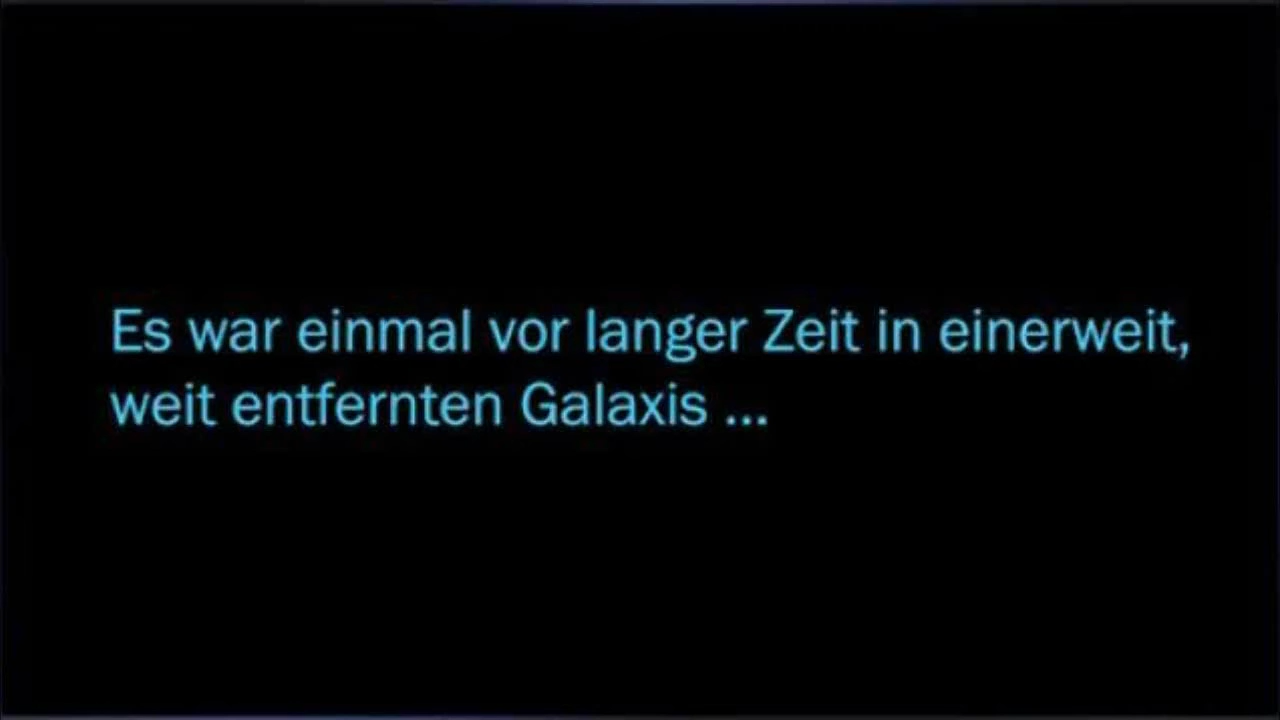 Es war einmal vor langer Zeit in einerweit,
weit entfernten Galaxis ...